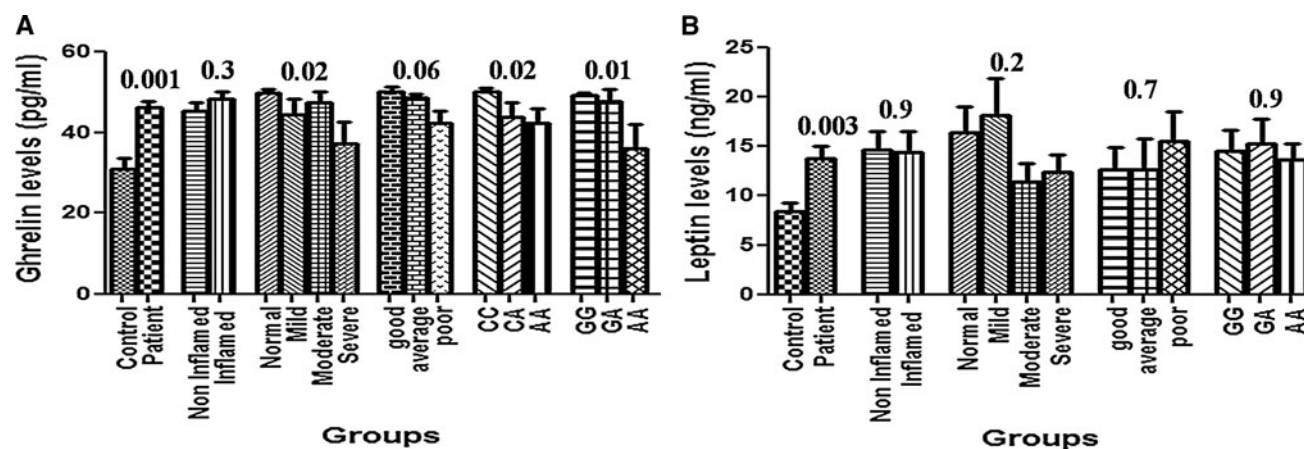 A
Ghrelin levels (pg/ml)
60
40
20
0
0.001
0.3
0.02
0.06
0.02
0.01
Control
Patient
Non Inflamed
Inflamed
Normal
Mild
Moderate
Severe
good
average
poor
CC
CA
AA
GG
GA
AA
Groups
B
Leptin levels (ng/ml)
25
20
15
10
5
0
0.003
0.9
0.2
0.7
0.9
Control
Patient
Non Inflamed
Inflamed
Normal
Mild
Moderate
Severe
good
average
poor
GG
GA
AA
Groups